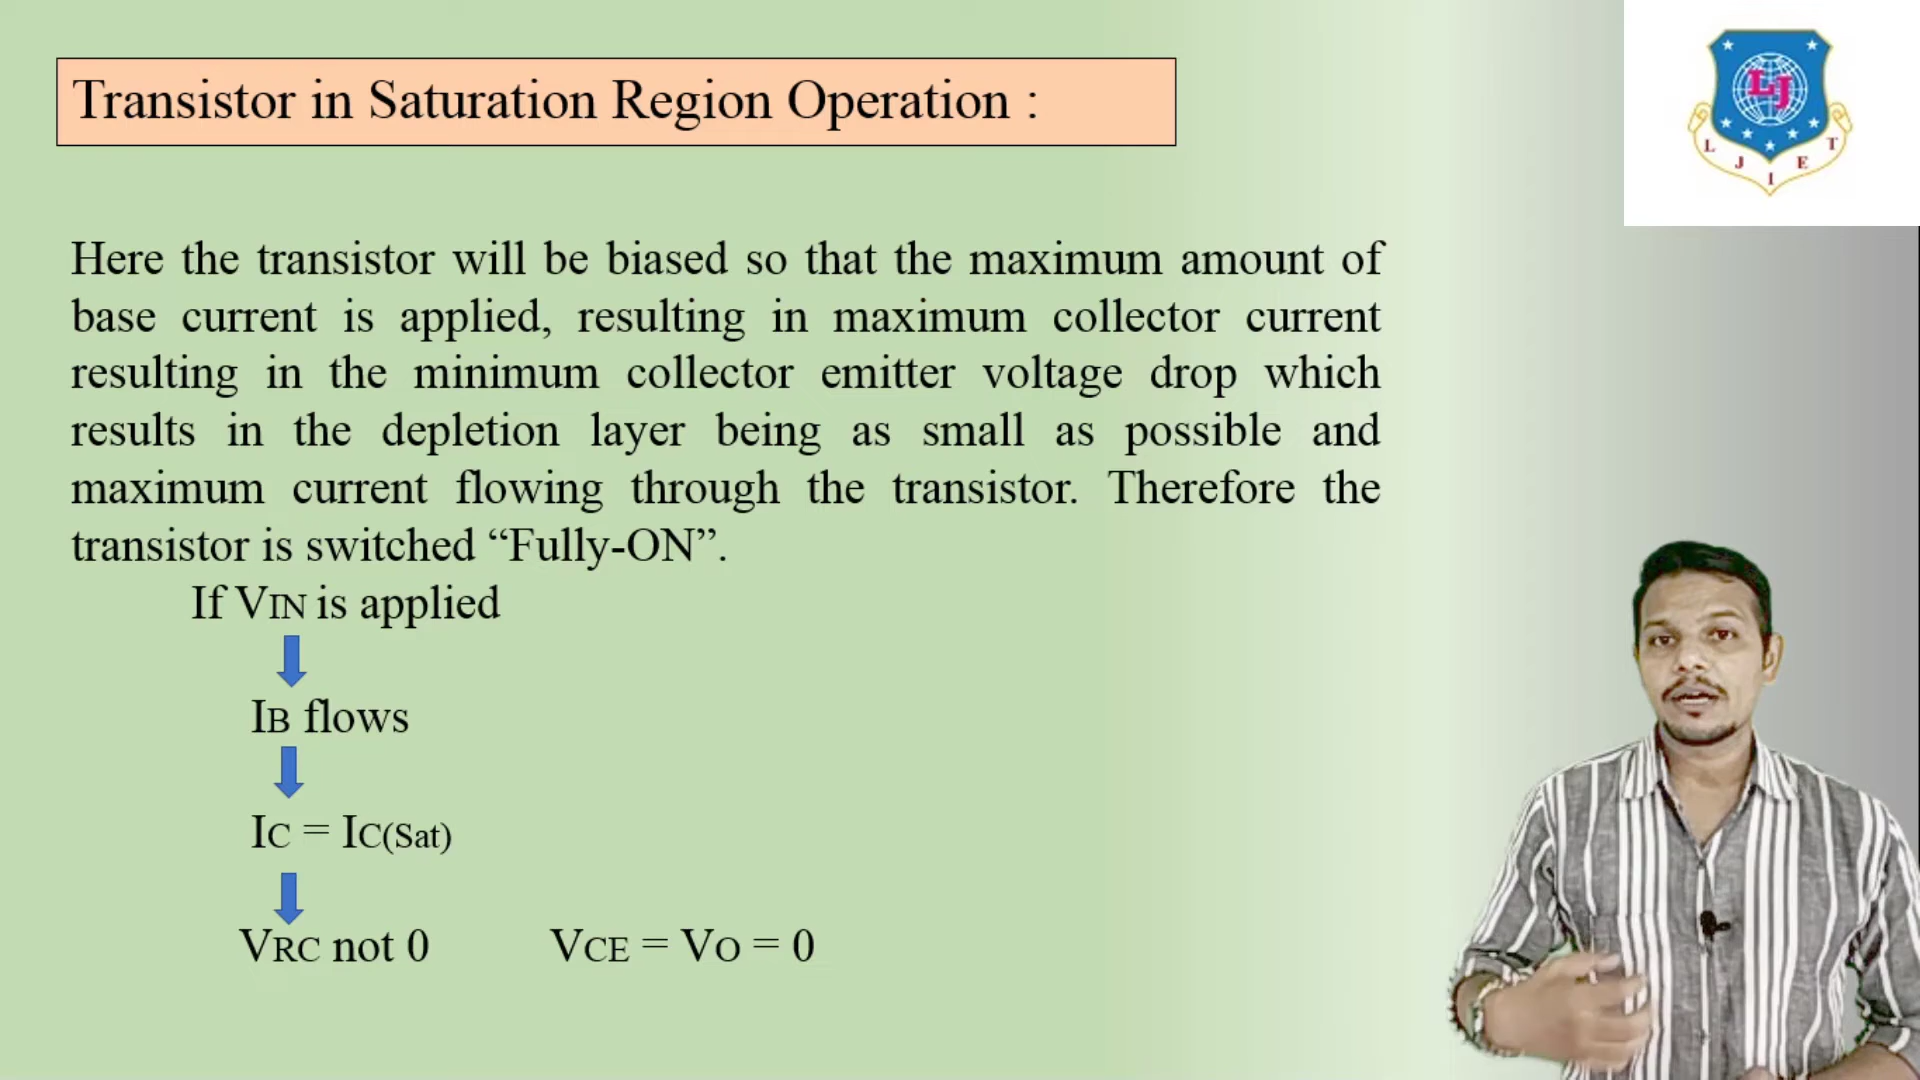 Transistor in Saturation Region Operation :
LJ
L J I E T
Here the transistor will be biased so that the maximum amount of
base current is applied, resulting in maximum collector current
resulting in the minimum collector emitter voltage drop which
results in the depletion layer being as small as possible and
maximum current flowing through the transistor. Therefore the
transistor is switched “Fully-ON”.
If VIN is applied
IB flows
IC = IC(Sat)
VRC not 0 VCE = VO = 0